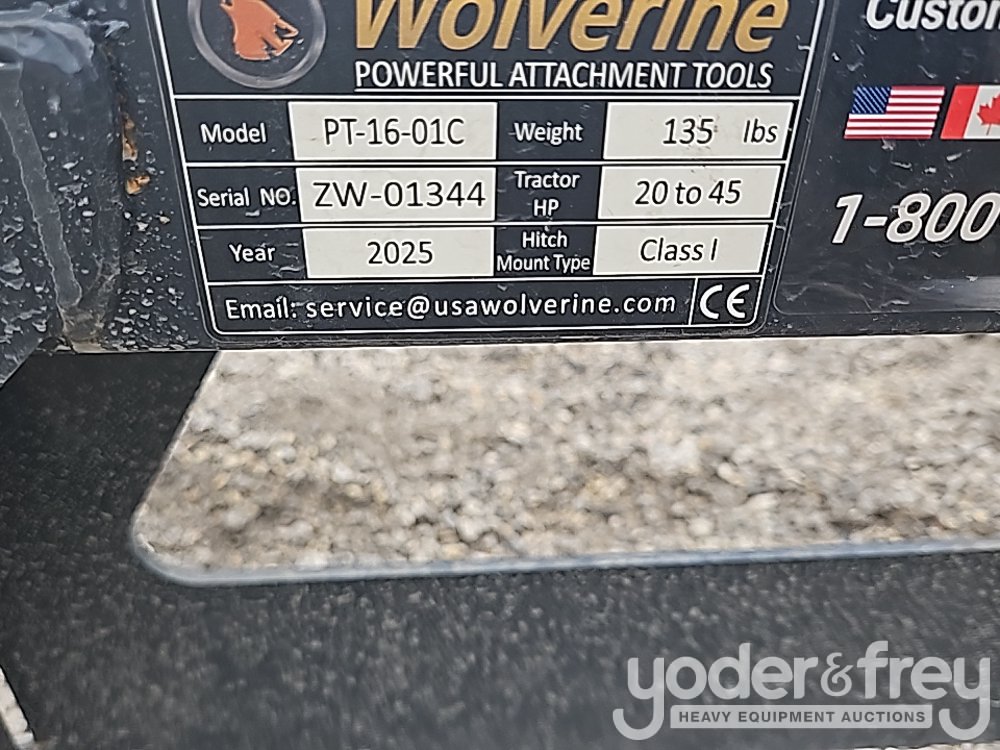 Wolverine
POWERFUL ATTACHMENT TOOLS
Model PT-16-01C Weight 135 lbs
Serial NO. ZW-01344 Tractor HP 20 to 45
Year 2025 Hitch Mount Type Class I
Email: service@usawolverine.com CE
1-800
yoder&frey
HEAVY EQUIPMENT AUCTIONS